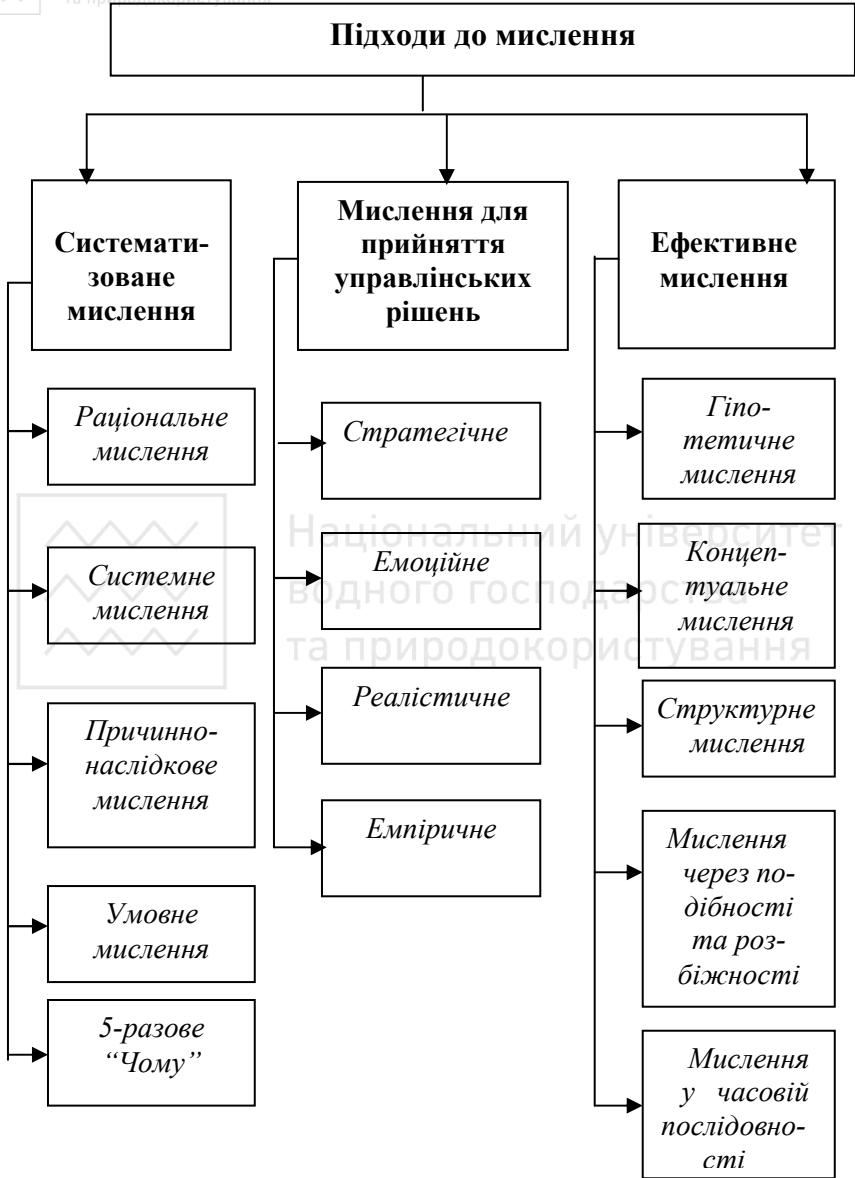 Підходи до мислення
Системати-
зоване
мислення
Мислення для
прийняття
управлінських
рішень
Ефективне
мислення
Раціональне
мислення
Системне
мислення
Причинно-
наслідкове
мислення
Умовне
мислення
5-разове
“Чому”
Стратегічне
Емоційне
Реалістичне
Емпіричне
Гіпо-
тетичне
мислення
Концеп-
туальне
мислення
Структурне
мислення
Мислення
через по-
дібності
та роз-
біжності
Мислення
у часовій
послідовно-
сті
Національний університет
водного господарства
та природокористування